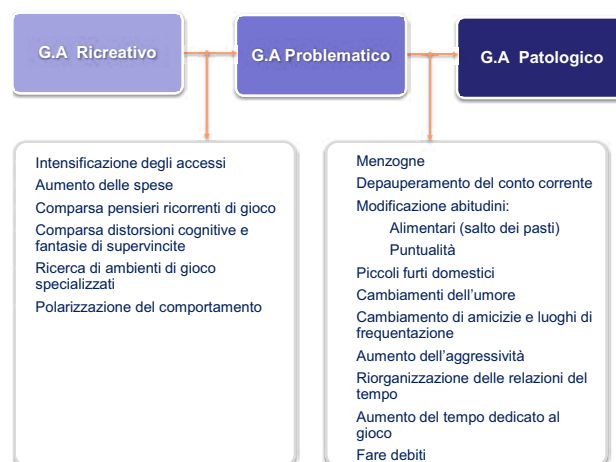 G.A Ricreativo
G.A Problematico
G.A Patologico
Intensificazione degli accessi
Aumento delle spese
Comparsa pensieri ricorrenti di gioco
Comparsa distorsioni cognitive e
fantasie di supervincite
Ricerca di ambienti di gioco
specializzati
Polarizzazione del comportamento
Menzogne
Depauperamento del conto corrente
Modificazione abitudini:
Alimentari (salto dei pasti)
Puntualità
Piccoli furti domestici
Cambiamenti dell'umore
Cambiamento di amicizie e luoghi di
frequentazione
Aumento dell'aggressività
Riorganizzazione delle relazioni del
tempo
Aumento del tempo dedicato al
gioco
Fare debiti